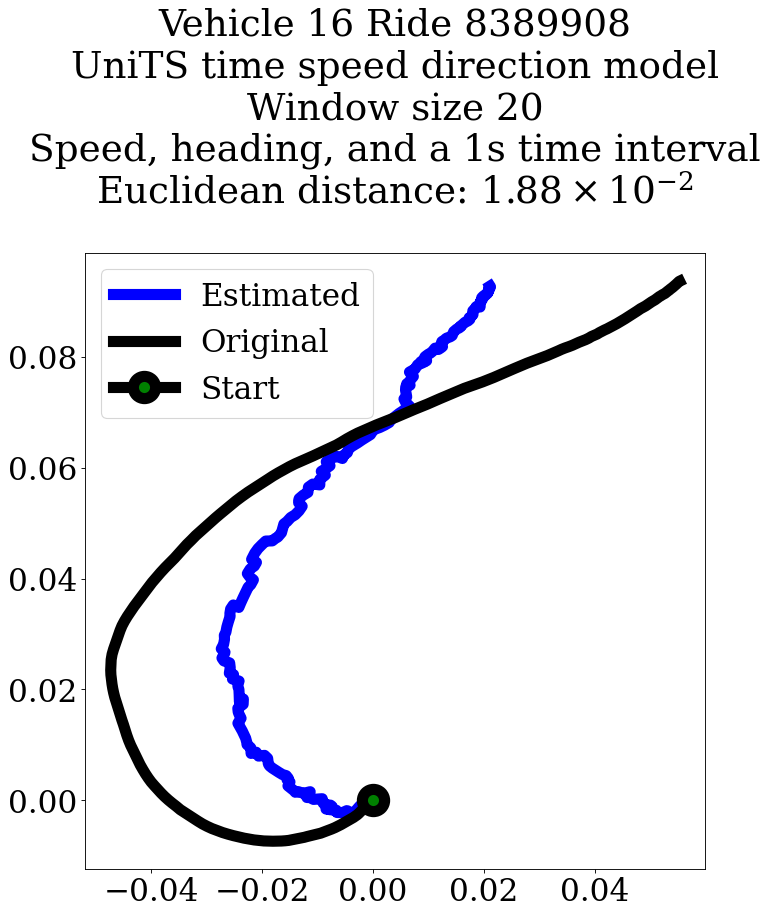 Vehicle 16 Ride 8389908
UniTS time speed direction model
Window size 20
Speed, heading, and a 1s time interval
Euclidean distance: 1.88 × 10⁻²
Estimated
Original
Start
0.08
0.06
0.04
0.02
0.00
−0.04 −0.02 0.00 0.02 0.04